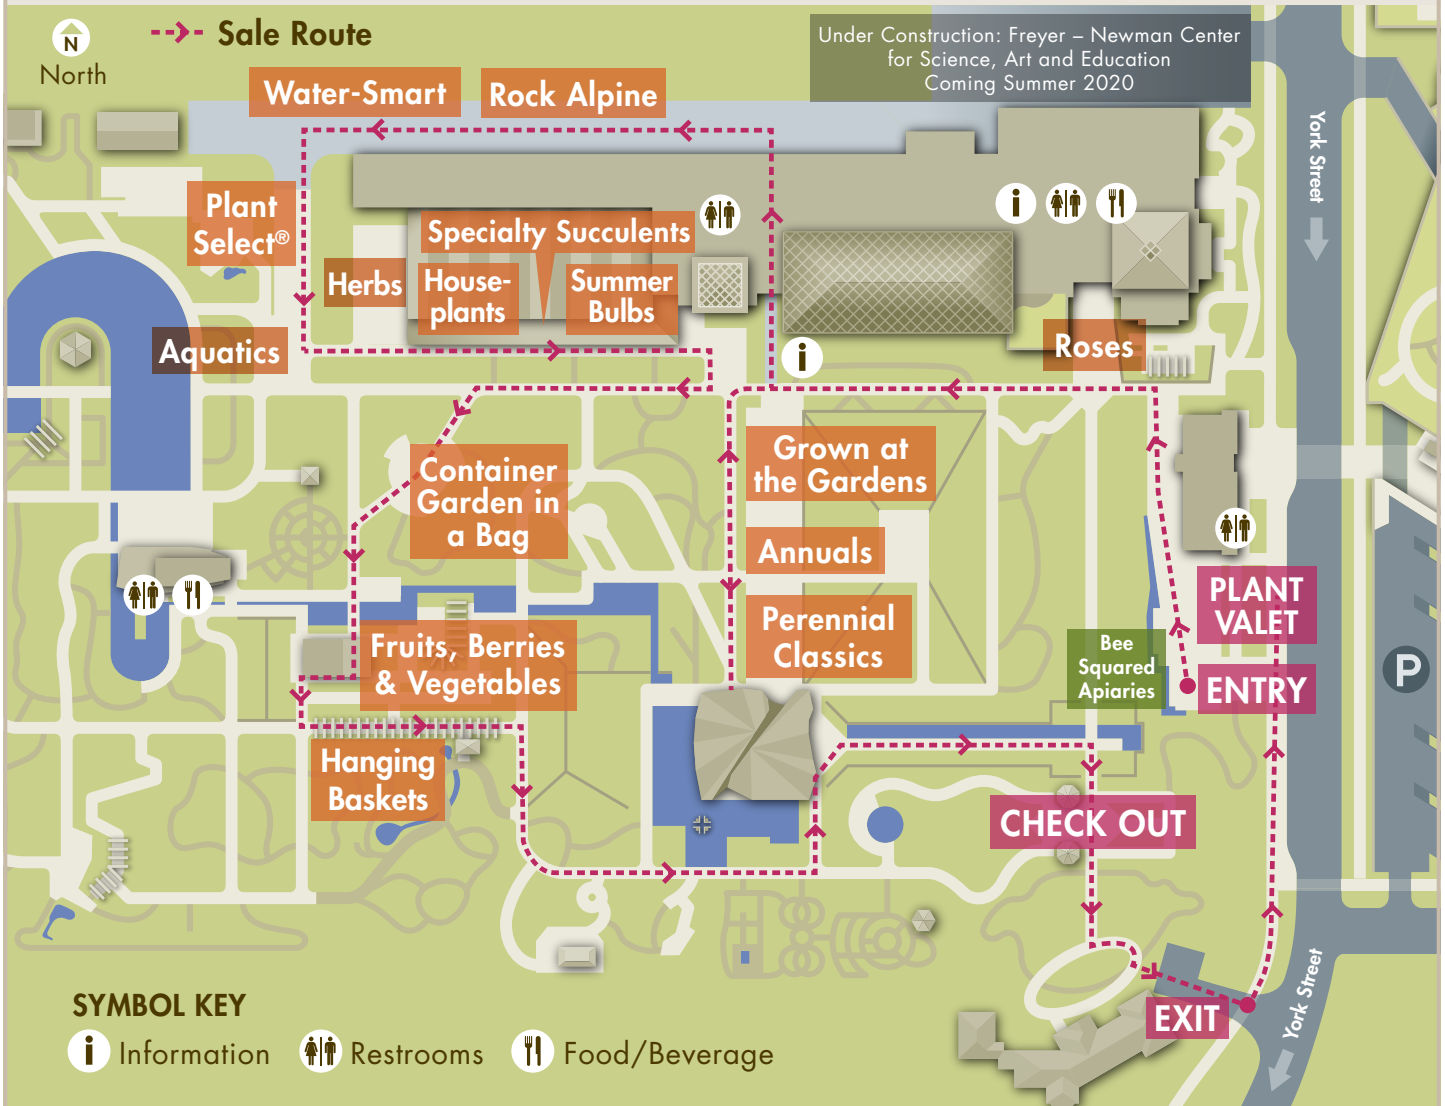 N
North
Sale Route
Under Construction: Freyer – Newman Center
for Science, Art and Education
Coming Summer 2020
Water-Smart
Rock Alpine
York Street
Plant
Select®
Specialty Succulents
Herbs
House-
plants
Summer
Bulbs
Aquatics
Roses
Container
Garden in
a Bag
Grown at
the Gardens
Annuals
Perennial
Classics
PLANT
VALET
Bee
Squared
Apiaries
ENTRY
P
Fruits, Berries
& Vegetables
Hanging
Baskets
CHECK OUT
EXIT
York Street
SYMBOL KEY
i Information
Restrooms
Food/Beverage
i
i